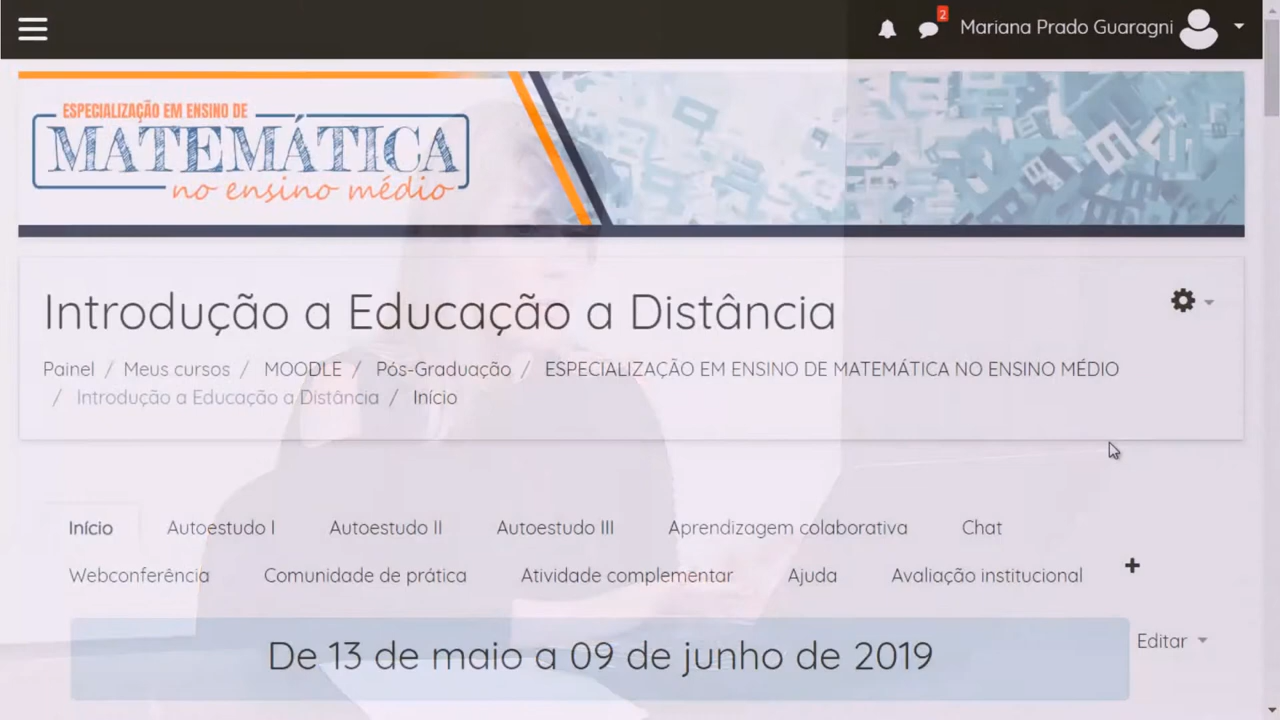 2
Mariana Prado Guaragni
ESPECIALIZAÇÃO EM ENSINO DE
MATEMÁTICA
no ensino médio
Introdução a Educação a Distância
Painel / Meus cursos / MOODLE / Pós-Graduação / ESPECIALIZAÇÃO EM ENSINO DE MATEMÁTICA NO ENSINO MÉDIO
/ Introdução a Educação a Distância / Início
Início Autoestudo I Autoestudo II Autoestudo III Aprendizagem colaborativa Chat
Webconferência Comunidade de prática Atividade complementar Ajuda Avaliação institucional
De 13 de maio a 09 de junho de 2019
Editar